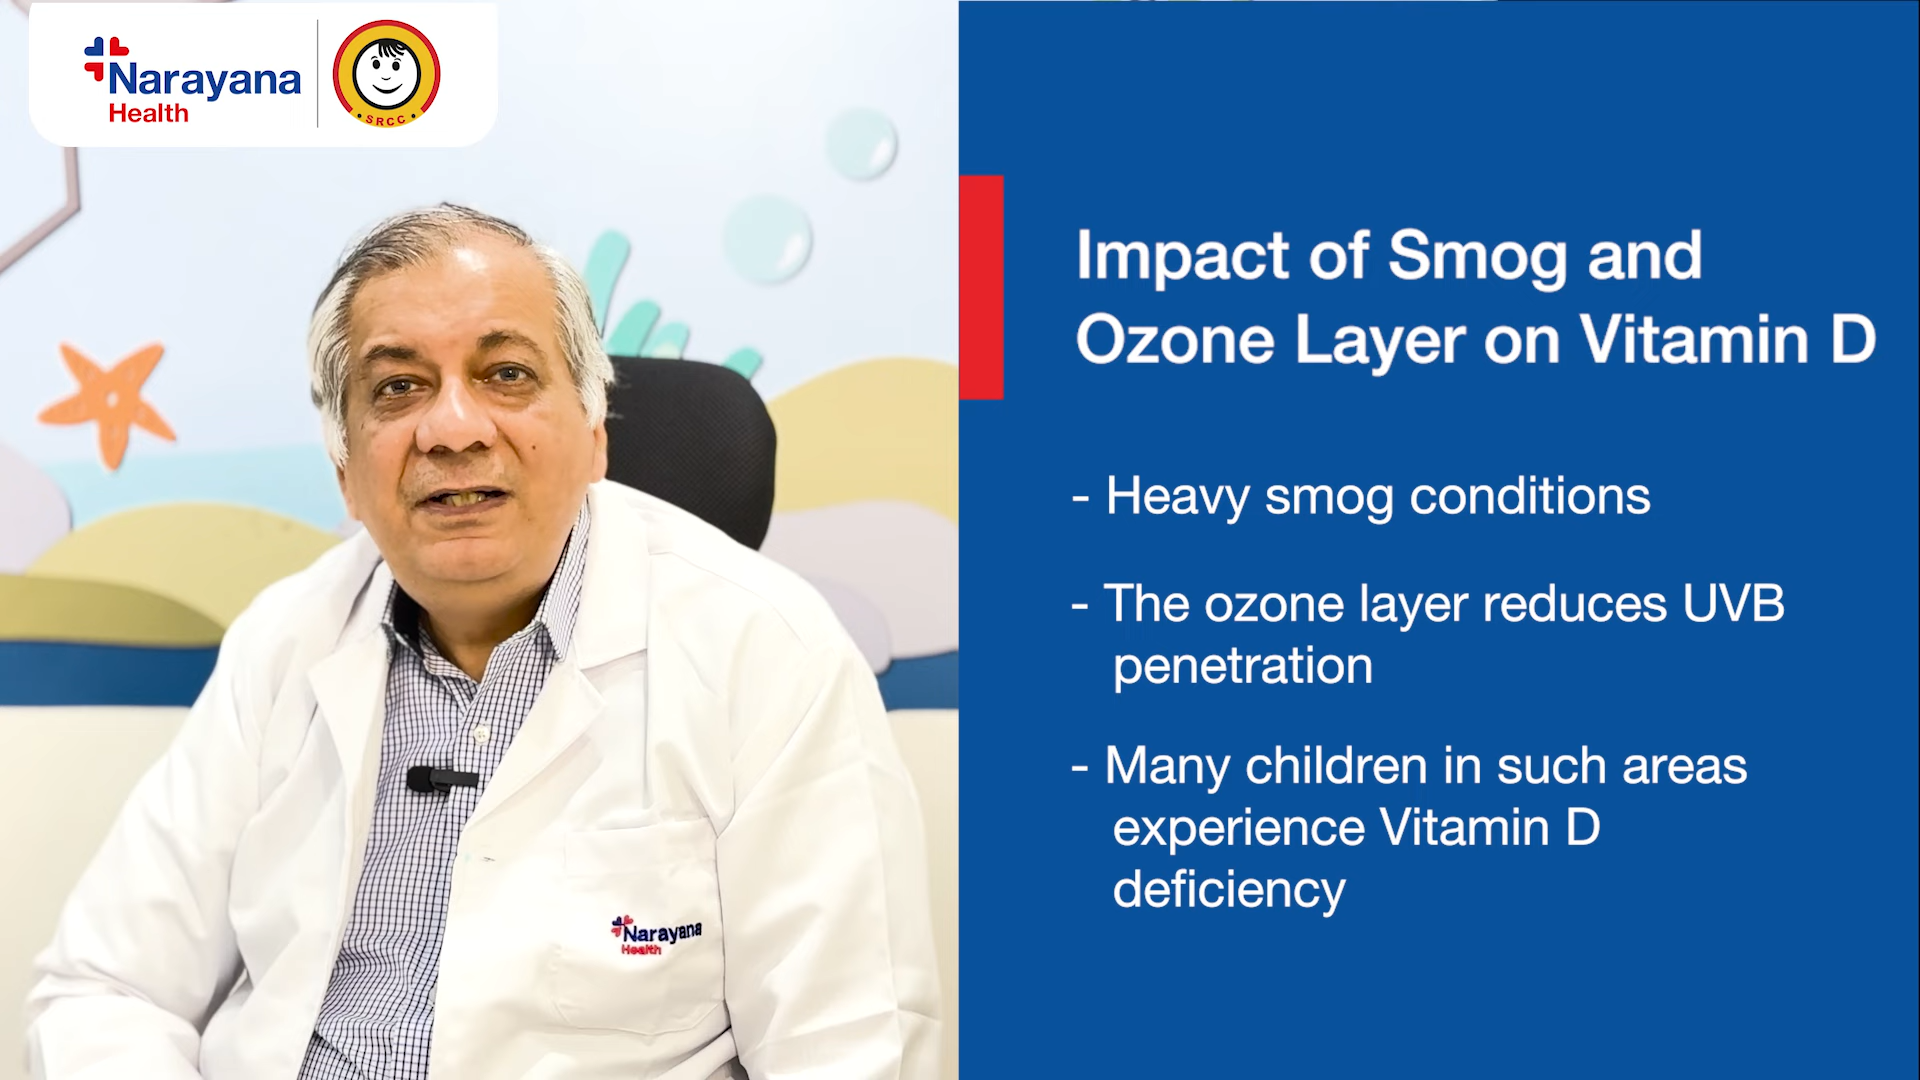 Narayana
Health
SRCC
Impact of Smog and
Ozone Layer on Vitamin D
- Heavy smog conditions
- The ozone layer reduces UVB
penetration
- Many children in such areas
experience Vitamin D
deficiency
Narayana
Health